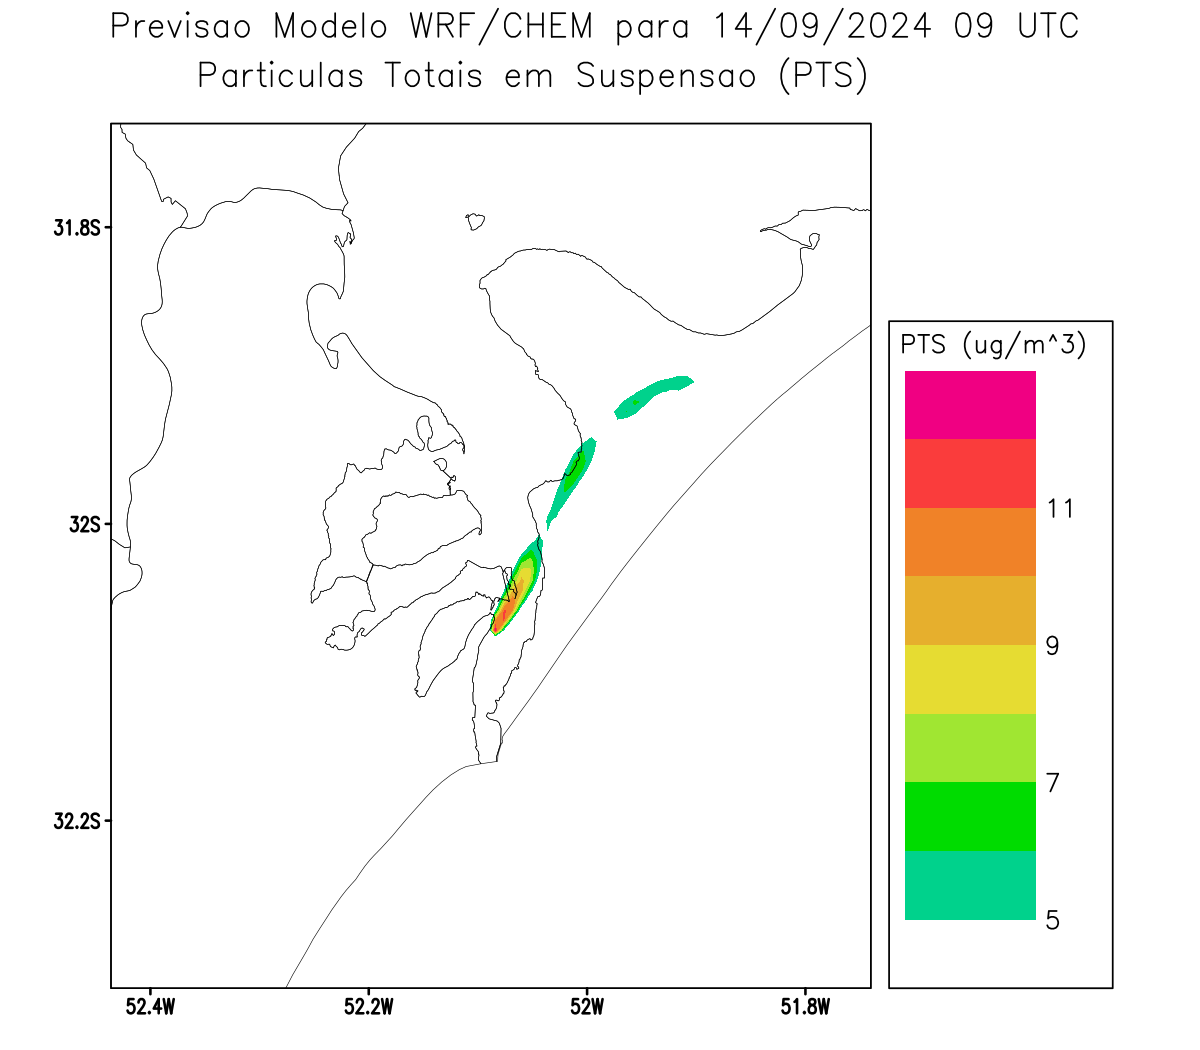 Previsao Modelo WRF/CHEM para 14/09/2024 09 UTC
Particulas Totais em Suspensao (PTS)
31.8S
32S
32.2S
52.4W 52.2W 52W 51.8W
PTS (ug/m^3)
11
9
7
5